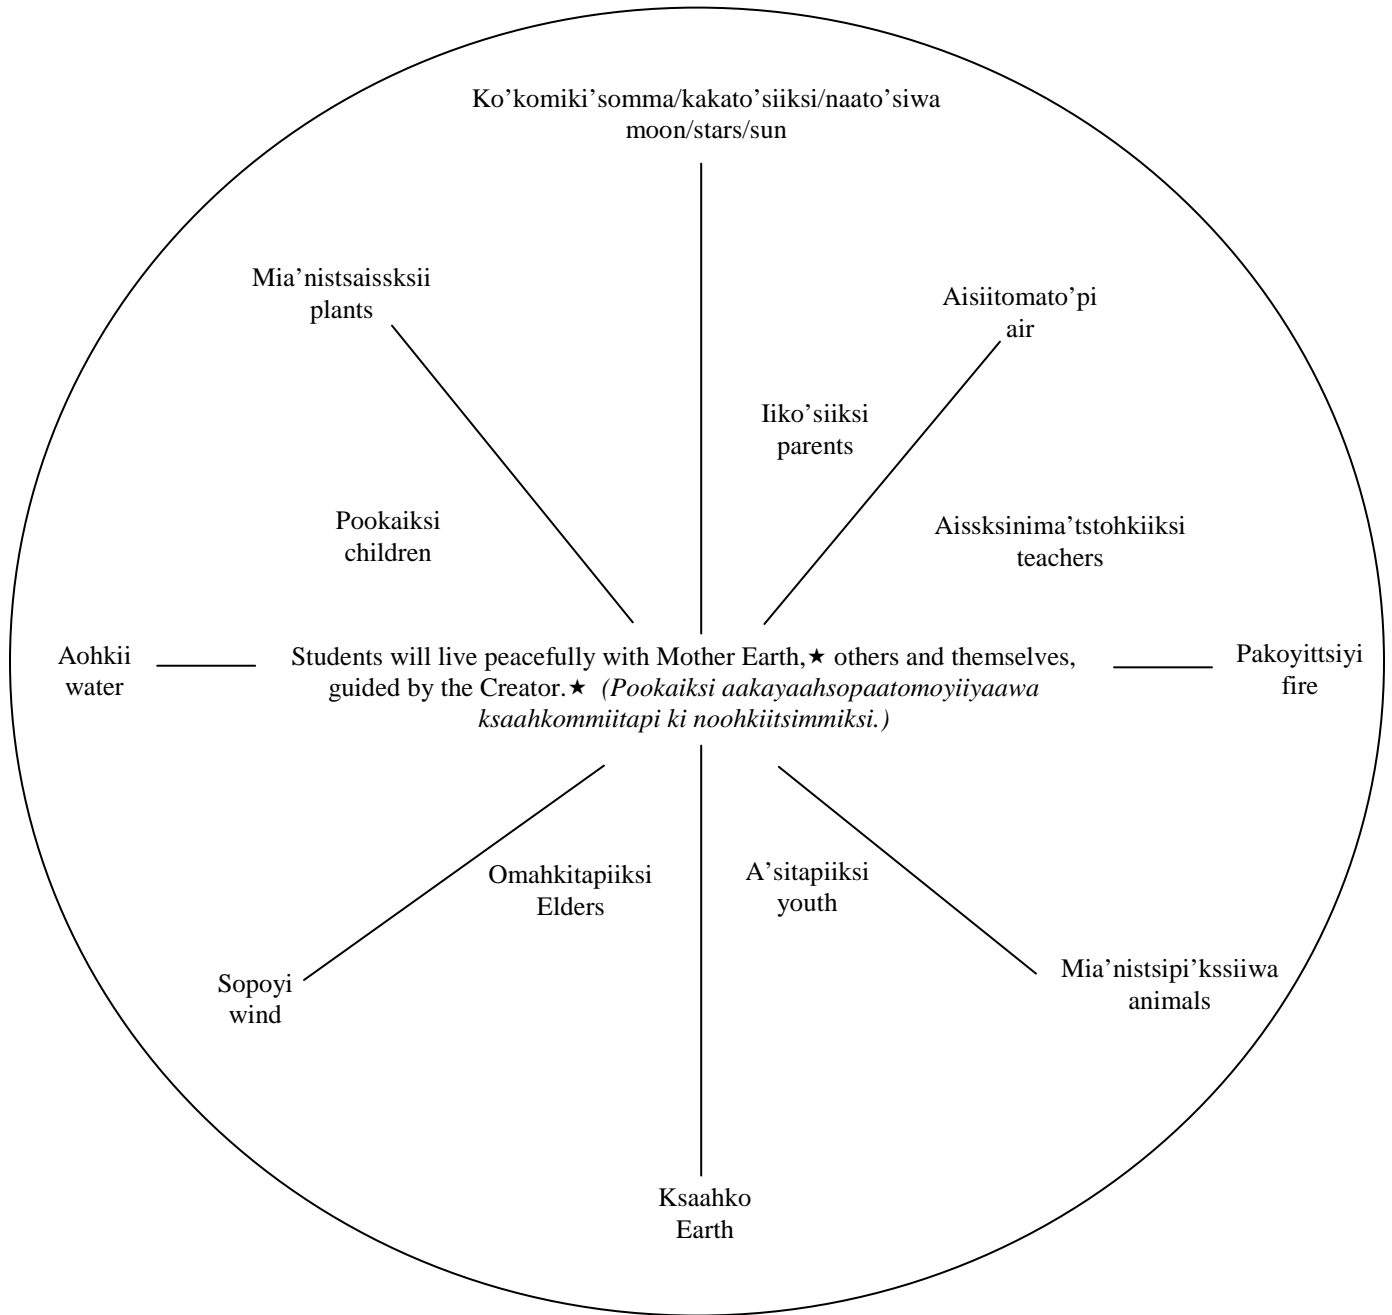 Ko’komiki’somma/kakato’siiksi/naato’siwa
moon/stars/sun
Mia’nistsaissksii
plants
Aisiitomato’pi
air
Iiko’siiksi
parents
Pookaiksi
children
Aissksinima’tstohkiiksi
teachers
Aohkii
water
Students will live peacefully with Mother Earth,★ others and themselves,
guided by the Creator.★ (Pookaiksi aakayaahsopaatomoyiiyaawa
ksaahkommiitapi ki noohkiitsimmiksi.)
Pakoyittsiyi
fire
Omahkitapiiksi
Elders
A’sitapiiksi
youth
Sopoyi
wind
Mia’nistsipi’kssiiwa
animals
Ksaahko
Earth